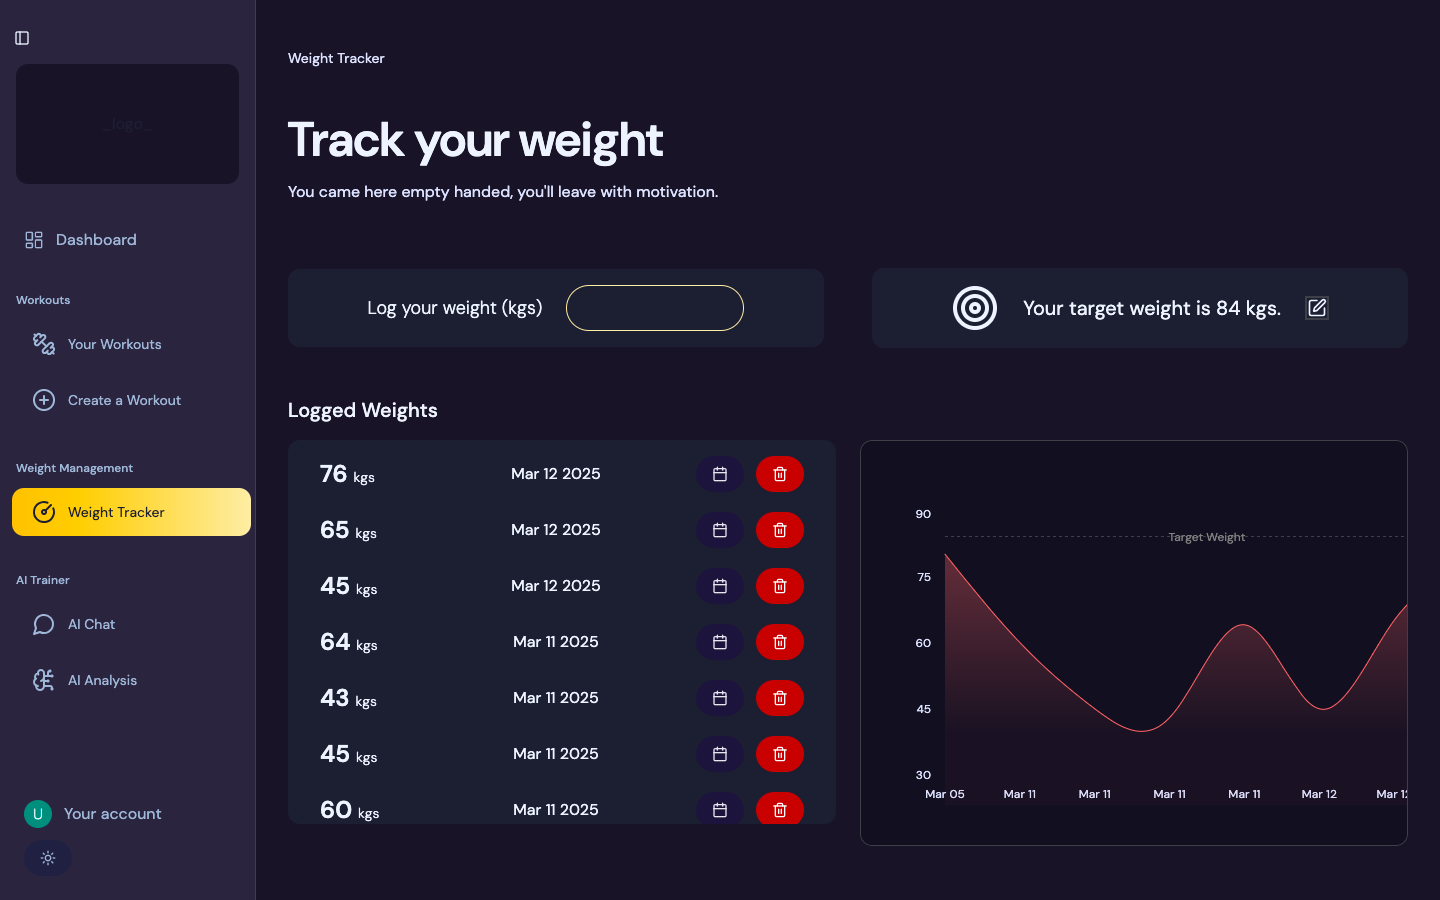 _logo_
Dashboard
Workouts
Your Workouts
Create a Workout
Weight Management
Weight Tracker
AI Trainer
AI Chat
AI Analysis
U
Your account
Weight Tracker
Track your weight
You came here empty handed, you'll leave with motivation.
Log your weight (kgs)
Your target weight is 84 kgs.
Logged Weights
76 kgs Mar 12 2025
65 kgs Mar 12 2025
45 kgs Mar 12 2025
64 kgs Mar 11 2025
43 kgs Mar 11 2025
45 kgs Mar 11 2025
60 kgs Mar 11 2025
90
Target Weight
75
60
45
30
Mar 05 Mar 11 Mar 11 Mar 11 Mar 11 Mar 12 Mar